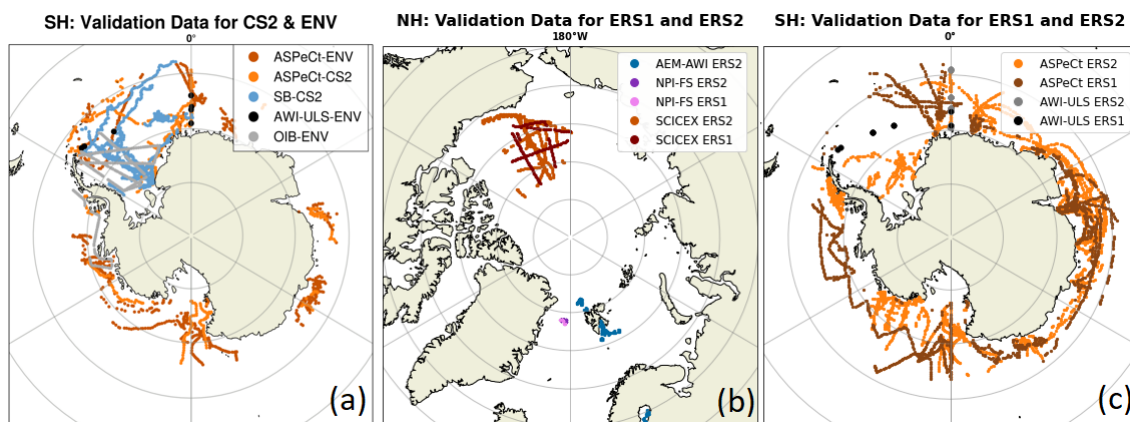 SH: Validation Data for CS2 & ENV
0°
ASPeCt-ENV
ASPeCt-CS2
SB-CS2
AWI-ULS-ENV
OIB-ENV
(a)
NH: Validation Data for ERS1 and ERS2
180°W
AEM-AWI ERS2
NPI-FS ERS2
NPI-FS ERS1
SCICEX ERS2
SCICEX ERS1
(b)
SH: Validation Data for ERS1 and ERS2
0°
ASPeCt ERS2
ASPeCt ERS1
AWI-ULS ERS2
AWI-ULS ERS1
(c)